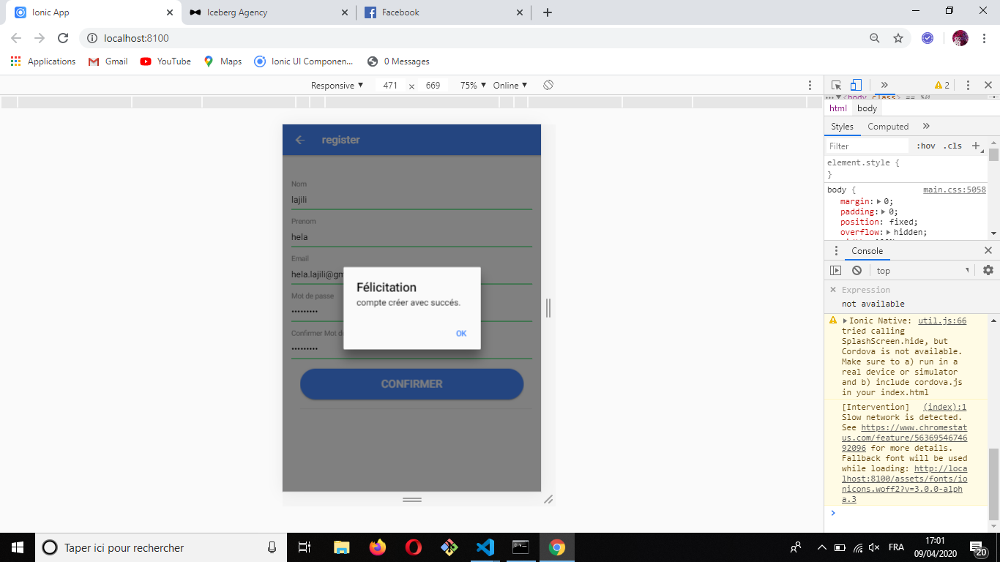 Ionic App
Iceberg Agency
Facebook
localhost:8100
Applications
Gmail
YouTube
Maps
Ionic UI Componen...
0 Messages
Responsive ▼ 471 × 669 75% ▼ Online ▼
2
<body class> == $0
html body
Styles Computed
Filter :hov .cls +
element.style {
}
body { main.css:5058
margin: 0;
padding: 0;
position: fixed;
overflow: hidden;
register
Nom
lajili
Prenom
hela
Email
hela.lajili@gm
Mot de passe
•••••••••
Confirmer Mot d
•••••••••
CONFIRMER
Félicitation
compte créer avec succés.
OK
Console
top
Expression
not available
Ionic Native: util.js:66
tried calling
SplashScreen.hide, but
Cordova is not available.
Make sure to a) run in a
real device or simulator
and b) include cordova.js
in your index.html
[Intervention] (index):1
Slow network is detected.
See https://www.chromestat
us.com/feature/56369546746
92096 for more details.
Fallback font will be used
while loading: http://loca
lhost:8100/assets/fonts/io
nicons.woff2?v=3.0.0-alph
a.3
Taper ici pour rechercher
FRA
17:01
09/04/2020
20